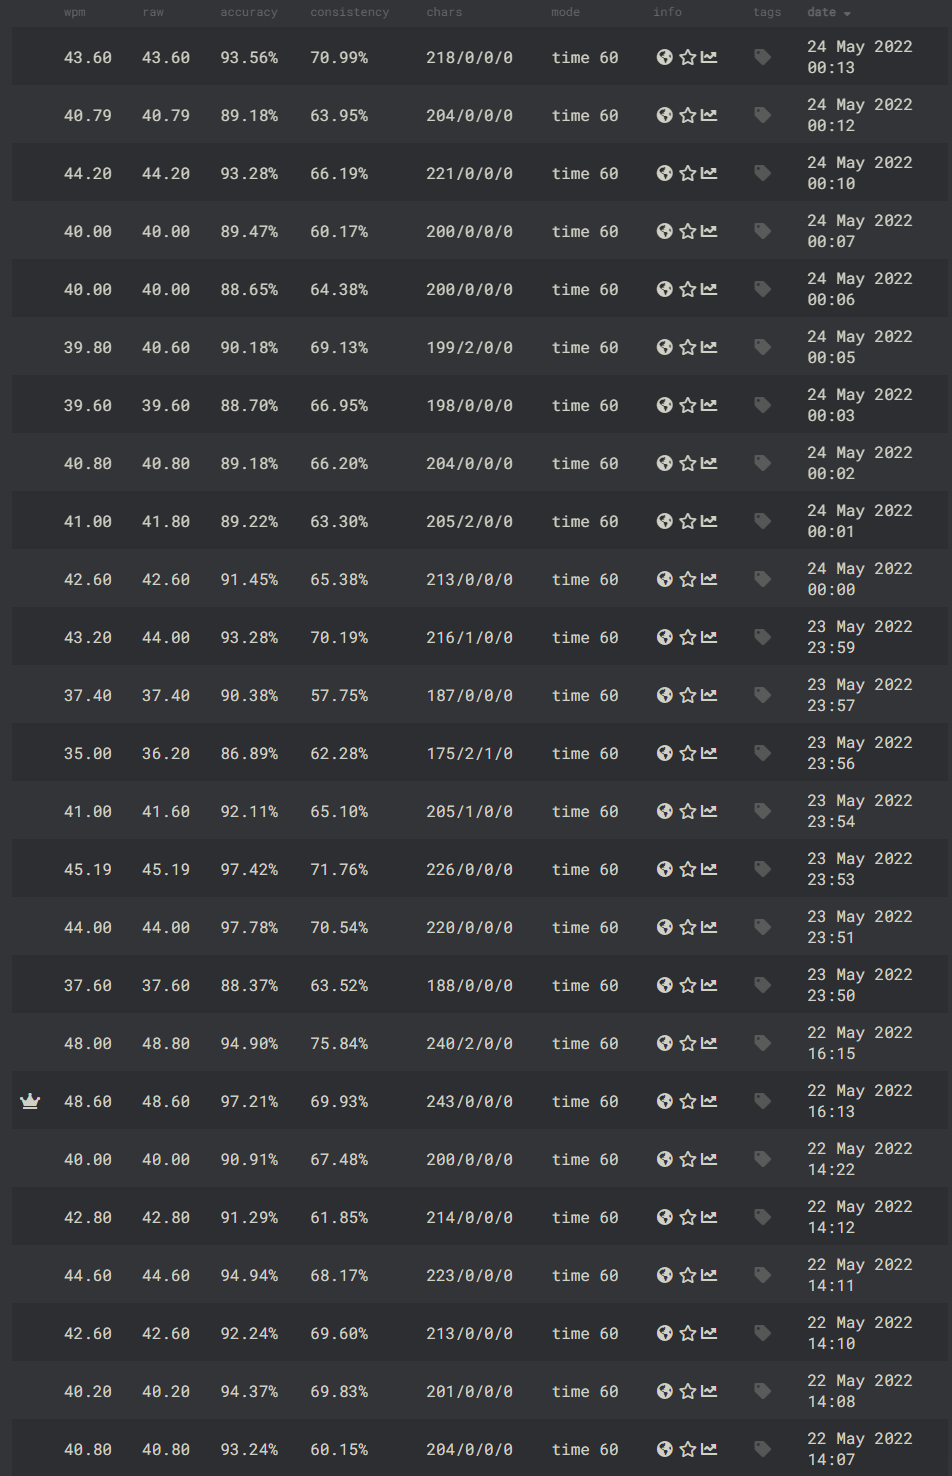 wpm raw accuracy consistency chars mode info tags date
43.60 43.60 93.56% 70.99% 218/0/0/0 time 60 24 May 2022
00:13
40.79 40.79 89.18% 63.95% 204/0/0/0 time 60 24 May 2022
00:12
44.20 44.20 93.28% 66.19% 221/0/0/0 time 60 24 May 2022
00:10
40.00 40.00 89.47% 60.17% 200/0/0/0 time 60 24 May 2022
00:07
40.00 40.00 88.65% 64.38% 200/0/0/0 time 60 24 May 2022
00:06
39.80 40.60 90.18% 69.13% 199/2/0/0 time 60 24 May 2022
00:05
39.60 39.60 88.70% 66.95% 198/0/0/0 time 60 24 May 2022
00:03
40.80 40.80 89.18% 66.20% 204/0/0/0 time 60 24 May 2022
00:02
41.00 41.80 89.22% 63.30% 205/2/0/0 time 60 24 May 2022
00:01
42.60 42.60 91.45% 65.38% 213/0/0/0 time 60 24 May 2022
00:00
43.20 44.00 93.28% 70.19% 216/1/0/0 time 60 23 May 2022
23:59
37.40 37.40 90.38% 57.75% 187/0/0/0 time 60 23 May 2022
23:57
35.00 36.20 86.89% 62.28% 175/2/1/0 time 60 23 May 2022
23:56
41.00 41.60 92.11% 65.10% 205/1/0/0 time 60 23 May 2022
23:54
45.19 45.19 97.42% 71.76% 226/0/0/0 time 60 23 May 2022
23:53
44.00 44.00 97.78% 70.54% 220/0/0/0 time 60 23 May 2022
23:51
37.60 37.60 88.37% 63.52% 188/0/0/0 time 60 23 May 2022
23:50
48.00 48.80 94.90% 75.84% 240/2/0/0 time 60 22 May 2022
16:15
48.60 48.60 97.21% 69.93% 243/0/0/0 time 60 22 May 2022
16:13
40.00 40.00 90.91% 67.48% 200/0/0/0 time 60 22 May 2022
14:22
42.80 42.80 91.29% 61.85% 214/0/0/0 time 60 22 May 2022
14:12
44.60 44.60 94.94% 68.17% 223/0/0/0 time 60 22 May 2022
14:11
42.60 42.60 92.24% 69.60% 213/0/0/0 time 60 22 May 2022
14:10
40.20 40.20 94.37% 69.83% 201/0/0/0 time 60 22 May 2022
14:08
40.80 40.80 93.24% 60.15% 204/0/0/0 time 60 22 May 2022
14:07